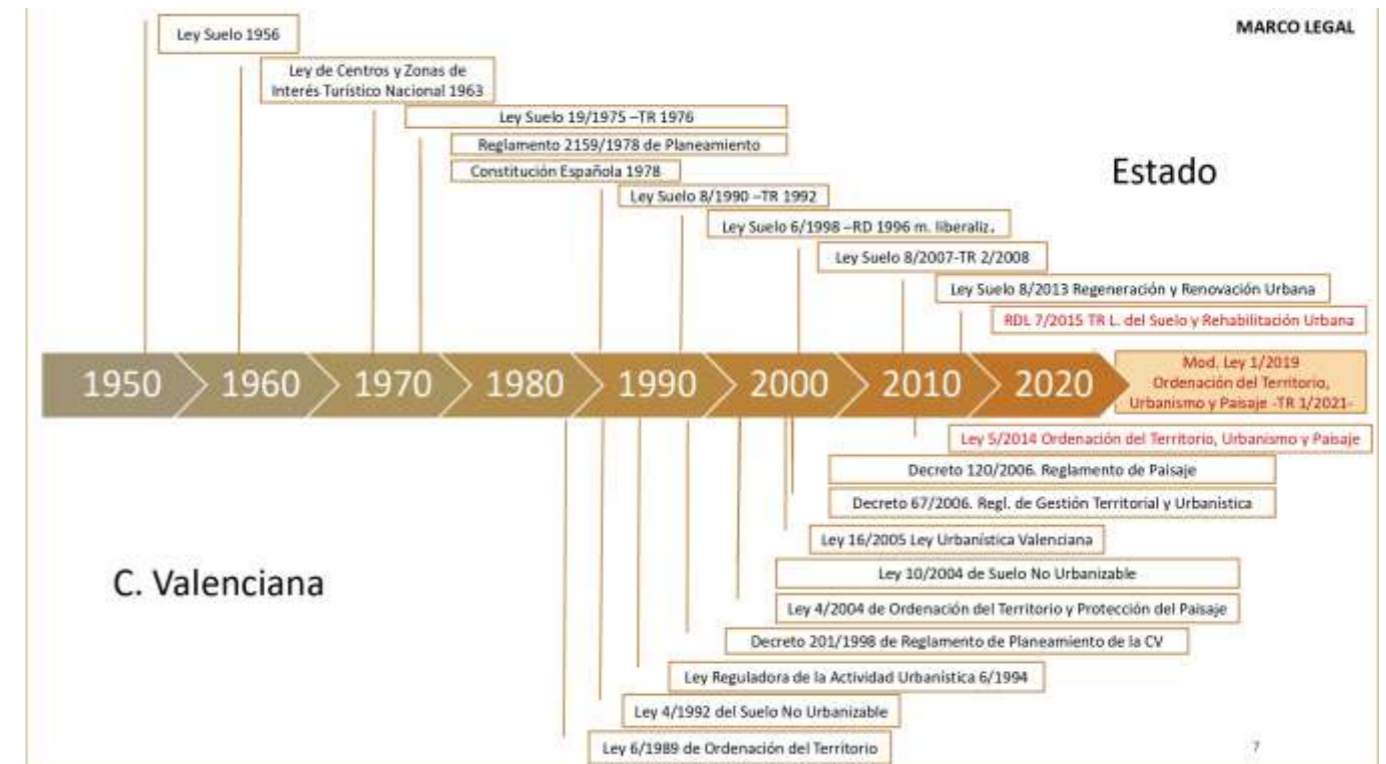 MARCO LEGAL
Ley Suelo 1956
Ley de Centros y Zonas de
Interés Turístico Nacional 1963
Ley Suelo 19/1975 –TR 1976
Reglamento 2159/1978 de Planeamiento
Constitución Española 1978
Estado
Ley Suelo 8/1990 –TR 1992
Ley Suelo 6/1998 –RD 1996 m. liberaliz.
Ley Suelo 8/2007-TR 2/2008
Ley Suelo 8/2013 Regeneración y Renovación Urbana
RDL 7/2015 TR L. del Suelo y Rehabilitación Urbana
1950 1960 1970 1980 1990 2000 2010 2020
Mod. Ley 1/2019
Ordenación del Territorio,
Urbanismo y Paisaje -TR 1/2021-
Ley 5/2014 Ordenación del Territorio, Urbanismo y Paisaje
Decreto 120/2006. Reglamento de Paisaje
Decreto 67/2006. Regl. de Gestión Territorial y Urbanística
Ley 16/2005 Ley Urbanística Valenciana
Ley 10/2004 de Suelo No Urbanizable
C. Valenciana
Ley 4/2004 de Ordenación del Territorio y Protección del Paisaje
Decreto 201/1998 de Reglamento de Planeamiento de la CV
Ley Reguladora de la Actividad Urbanística 6/1994
Ley 4/1992 del Suelo No Urbanizable
Ley 6/1989 de Ordenación del Territorio
7